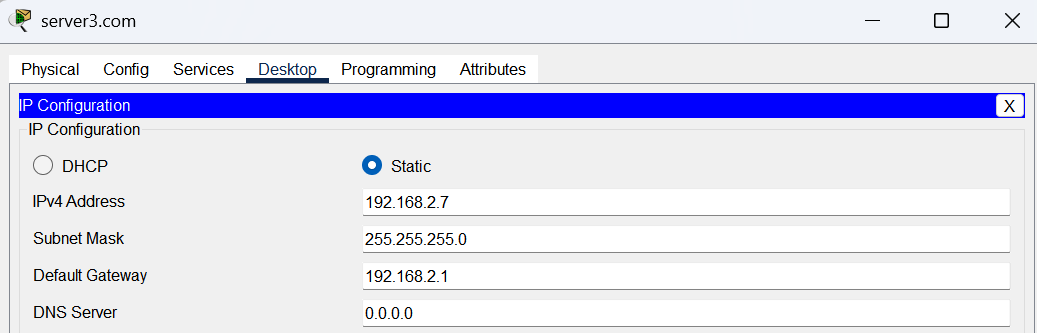 server3.com
Physical Config Services Desktop Programming Attributes
IP Configuration X
IP Configuration
DHCP Static
IPv4 Address 192.168.2.7
Subnet Mask 255.255.255.0
Default Gateway 192.168.2.1
DNS Server 0.0.0.0